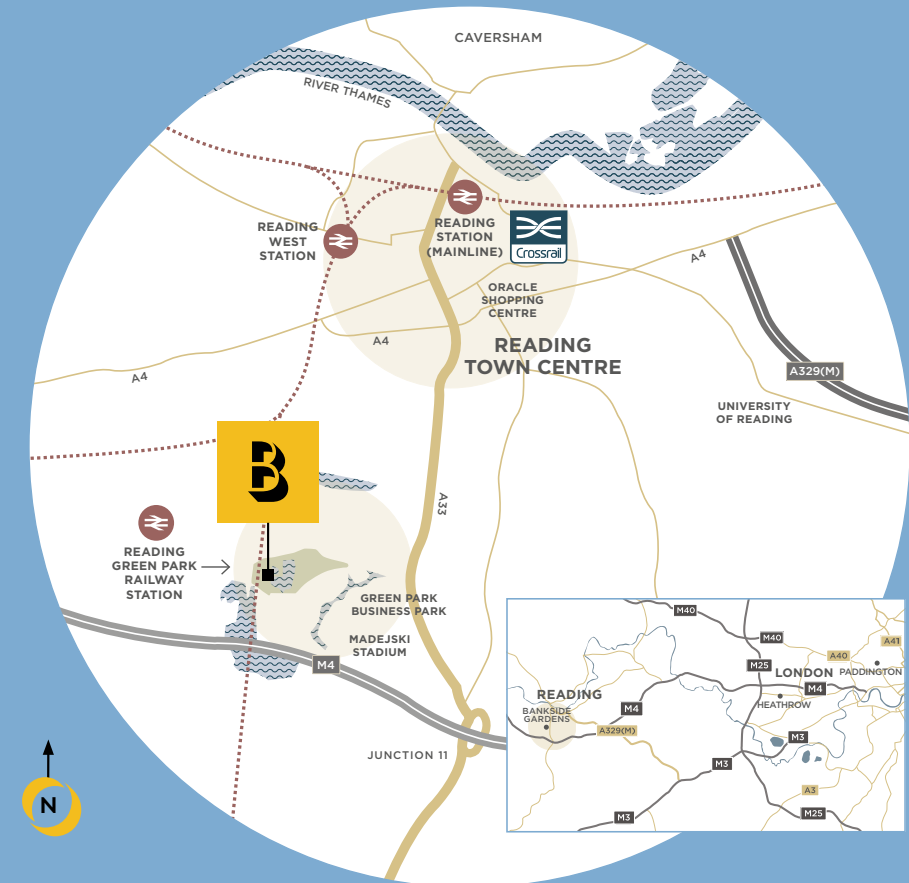 CAVERSHAM
RIVER THAMES
READING
WEST
STATION
READING
STATION
(MAINLINE)
Crossrail
A4
ORACLE
SHOPPING
CENTRE
A4
READING
TOWN CENTRE
A4
A329(M)
UNIVERSITY
OF READING
B
A33
READING
GREEN PARK
RAILWAY
STATION
GREEN PARK
BUSINESS PARK
MADEJSKI
STADIUM
M4
JUNCTION 11
N
M40
M40
A41
A40
M25
LONDON
PADDINGTON
M4
READING
HEATHROW
BANKSIDE
GARDENS
M4
A329(M)
M3
M3
A3
M3
M25